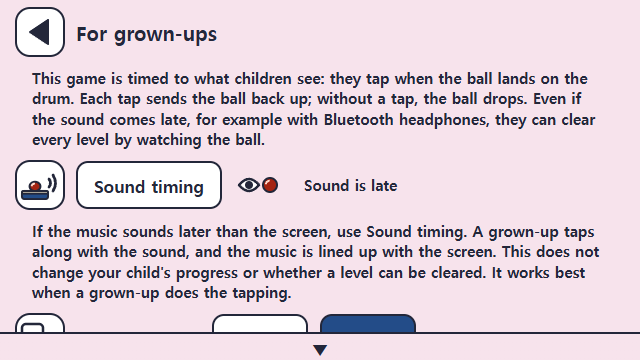 For grown-ups
This game is timed to what children see: they tap when the ball lands on the
drum. Each tap sends the ball back up; without a tap, the ball drops. Even if
the sound comes late, for example with Bluetooth headphones, they can clear
every level by watching the ball.
Sound timing
Sound is late
If the music sounds later than the screen, use Sound timing. A grown-up taps
along with the sound, and the music is lined up with the screen. This does not
change your child's progress or whether a level can be cleared. It works best
when a grown-up does the tapping.